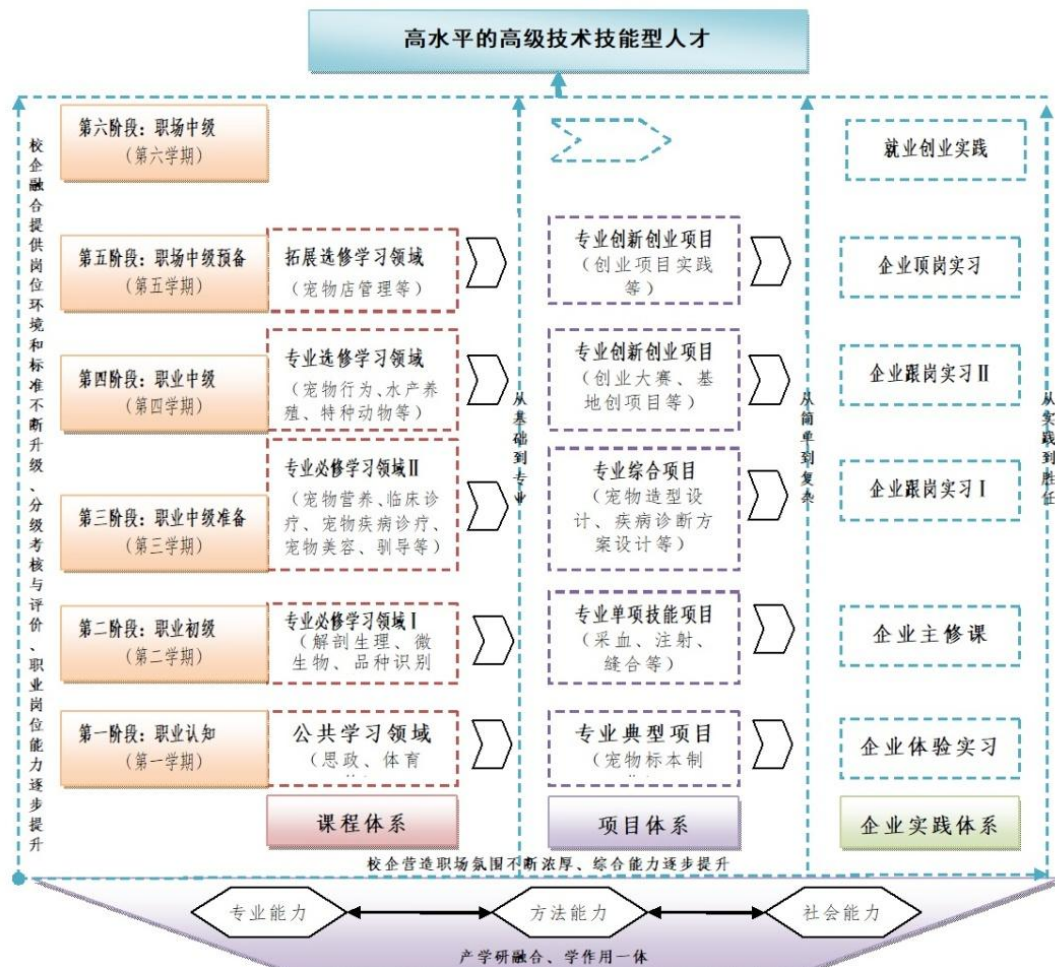 高水平的高级技术技能型人才
校企融合提供岗位环境和标准不断升级、分级考核与评价、职业岗位能力逐步提升
第六阶段：职场中级
（第六学期）
就业创业实践
第五阶段：职场中级预备
（第五学期）
拓展选修学习领域
（宠物店管理等）
专业创新创业项目
（创业项目实践
等）
企业顶岗实习
第四阶段：职业中级
（第四学期）
专业选修学习领域
（宠物行为、水产养
殖、特种动物等）
专业创新创业项目
（创业大赛、基
地创项目等）
企业跟岗实习Ⅱ
从基础到专业
从简单到复杂
从实践到胜任
第三阶段：职业中级准备
（第三学期）
专业必修学习领域Ⅱ
（宠物营养、临床诊
疗、宠物疾病诊疗、
宠物美容、驯导等）
专业综合项目
（宠物造型设
计、疾病诊断方
案设计等）
企业跟岗实习Ⅰ
第二阶段：职业初级
（第二学期）
专业必修学习领域Ⅰ
（解剖生理、微
生物、品种识别
专业单项技能项目
（采血、注射、
缝合等）
企业主修课
第一阶段：职业认知
（第一学期）
公共学习领域
（思政、体育
专业典型项目
（宠物标本制
企业体验实习
课程体系
项目体系
企业实践体系
校企营造职场氛围不断浓厚、综合能力逐步提升
专业能力
方法能力
社会能力
产学研融合、学作用一体